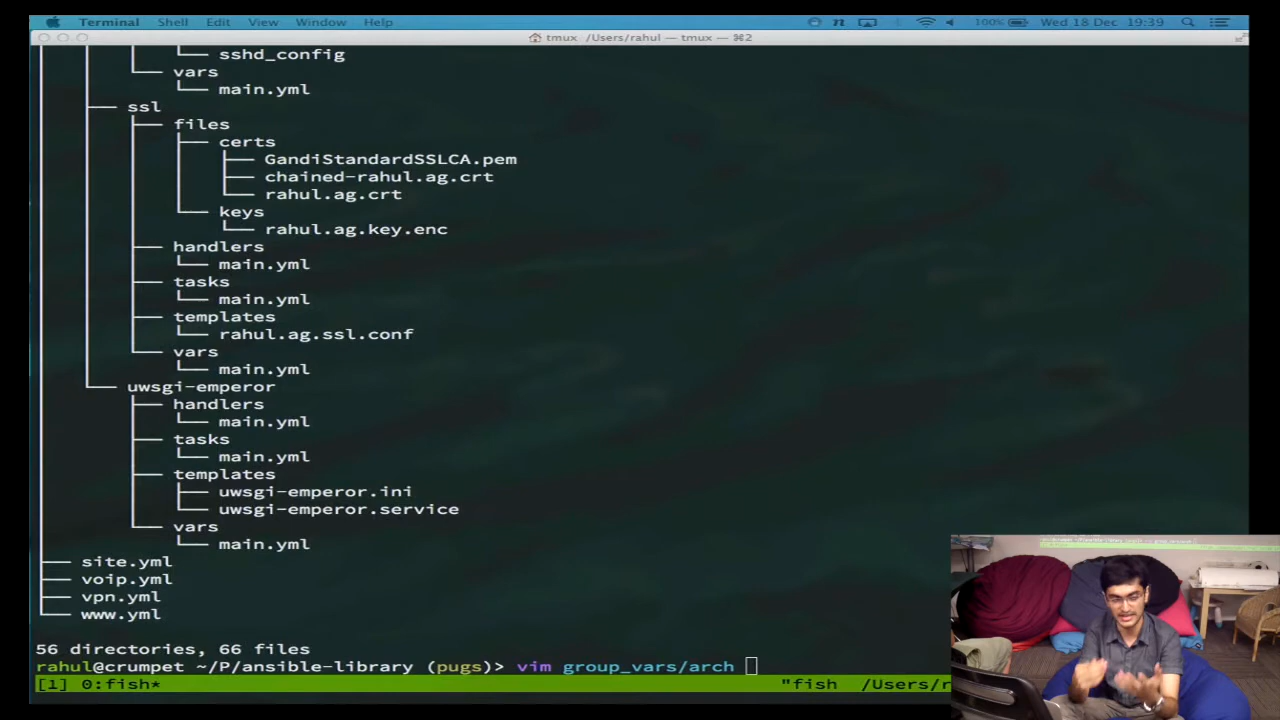 Terminal Shell Edit View Window Help 100% Wed 18 Dec 19:39
tmux /Users/rahul — tmux — ⌘2
└── sshd_config
└── vars
└── main.yml
├── ssl
├── files
├── certs
├── GandiStandardSSLCA.pem
├── chained-rahul.ag.crt
└── rahul.ag.crt
└── keys
└── rahul.ag.key.enc
├── handlers
└── main.yml
├── tasks
└── main.yml
├── templates
└── rahul.ag.ssl.conf
└── vars
└── main.yml
└── uwsgi-emperor
├── handlers
└── main.yml
├── tasks
└── main.yml
├── templates
├── uwsgi-emperor.ini
└── uwsgi-emperor.service
└── vars
└── main.yml
├── site.yml
├── voip.yml
├── vpn.yml
└── www.yml
56 directories, 66 files
rahul@crumpet ~/P/ansible-library (pugs)> vim group_vars/arch
[1] 0:fish* "fish /Users/r